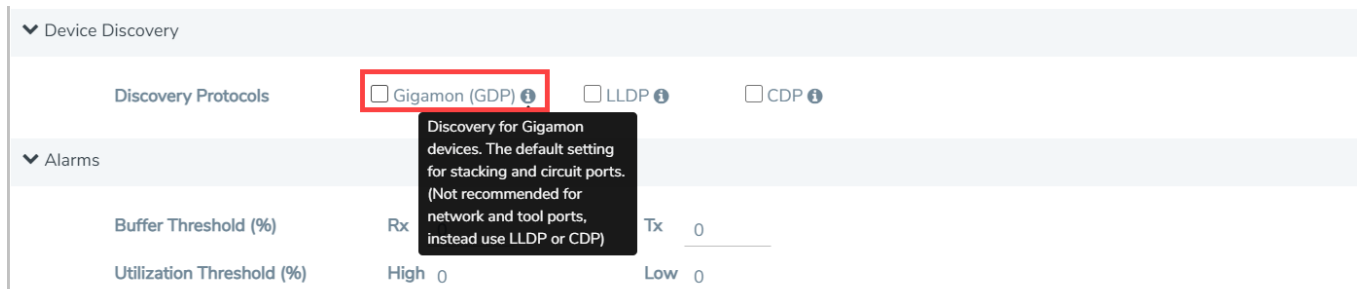 Device Discovery
Discovery Protocols Gigamon (GDP) LLDP CDP
Discovery for Gigamon
devices. The default setting
for stacking and circuit ports.
(Not recommended for
network and tool ports,
instead use LLDP or CDP)
Alarms
Buffer Threshold (%) Rx Tx 0
Utilization Threshold (%) High 0 Low 0